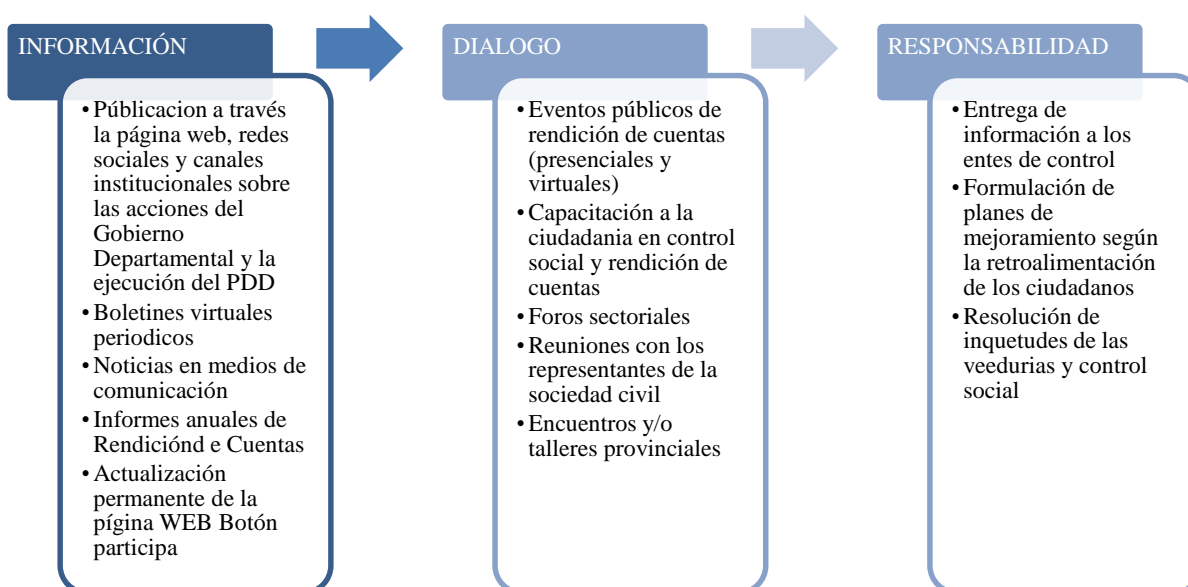 INFORMACIÓN
•Públicacion a través
la página web, redes
sociales y canales
institucionales sobre
las acciones del
Gobierno
Departamental y la
ejecución del PDD
•Boletines virtuales
periodicos
•Noticias en medios de
comunicación
•Informes anuales de
Rendiciónd e Cuentas
•Actualización
permanente de la
pígina WEB Botón
participa
DIALOGO
•Eventos públicos de
rendición de cuentas
(presenciales y
virtuales)
•Capacitación a la
ciudadania en control
social y rendición de
cuentas
•Foros sectoriales
•Reuniones con los
representantes de la
sociedad civil
•Encuentros y/o
talleres provinciales
RESPONSABILIDAD
•Entrega de
información a los
entes de control
•Formulación de
planes de
mejoramiento según
la retroalimentación
de los ciudadanos
•Resolución de
inquetudes de las
veedurias y control
social